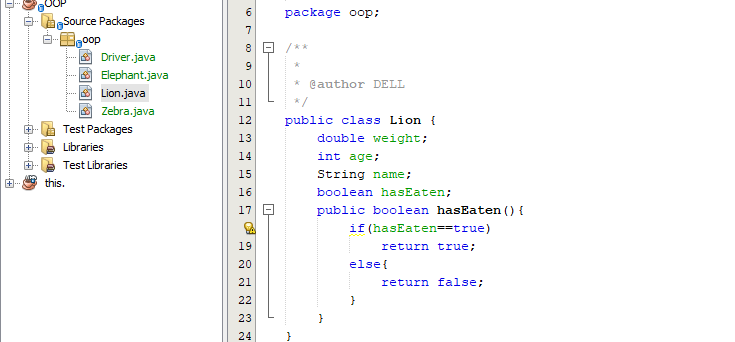 OOP
Source Packages
oop
Driver.java
Elephant.java
Lion.java
Zebra.java
Test Packages
Libraries
Test Libraries
this.
6 package oop;
7
8 /**
9 *
10 * @author DELL
11 */
12 public class Lion {
13 double weight;
14 int age;
15 String name;
16 boolean hasEaten;
17 public boolean hasEaten(){
if(hasEaten==true)
19 return true;
20 else{
21 return false;
22 }
23 }
24 }